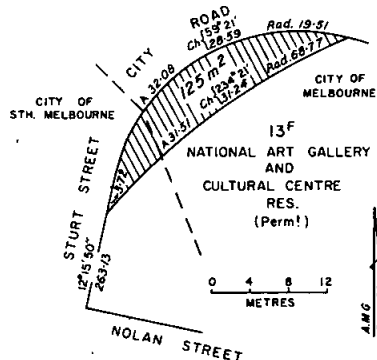 CITY ROAD
A.32·08
Ch {59°21'
28·59
Rad. 19·51
125 m²
Ch {234°21'
31·24
Rad. 68·77
A.31·51
CITY OF
STH. MELBOURNE
CITY OF
MELBOURNE
13F
NATIONAL ART GALLERY
AND
CULTURAL CENTRE
RES.
(Perm!)
STURT STREET
12°15'50"
263·13
0 4 8 12
METRES
A.M.G
NOLAN STREET